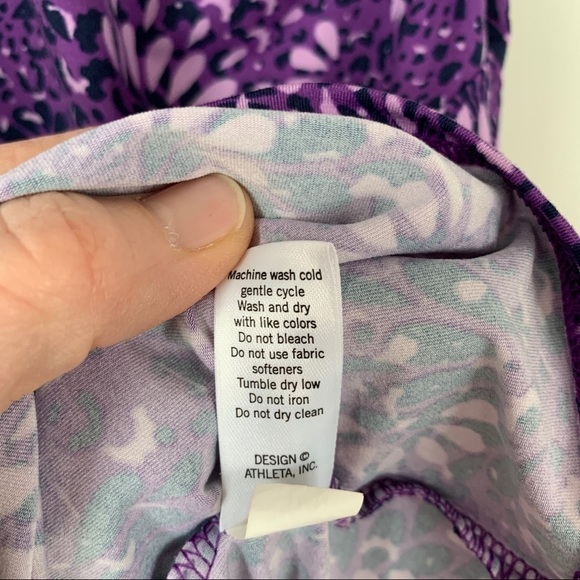 Machine wash cold
gentle cycle
Wash and dry
with like colors
Do not bleach
Do not use fabric
softeners
Tumble dry low
Do not iron
Do not dry clean
DESIGN ©
ATHLETA, INC.